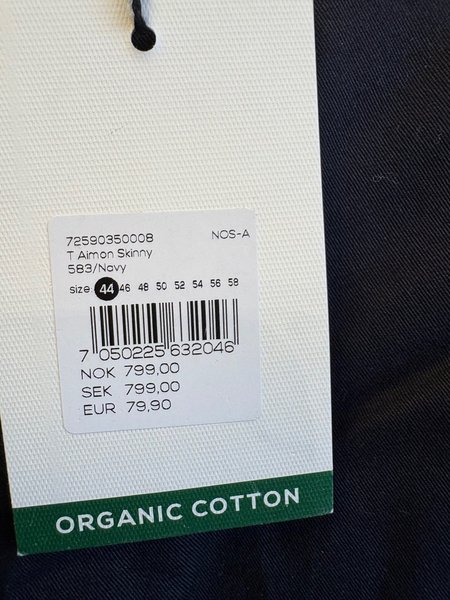 72590350008 NOS-A
T Aimon Skinny
583/Navy
size: 44 46 48 50 52 54 56 58
7 050225 632046
NOK 799,00
SEK 799,00
EUR 79,90
ORGANIC COTTON